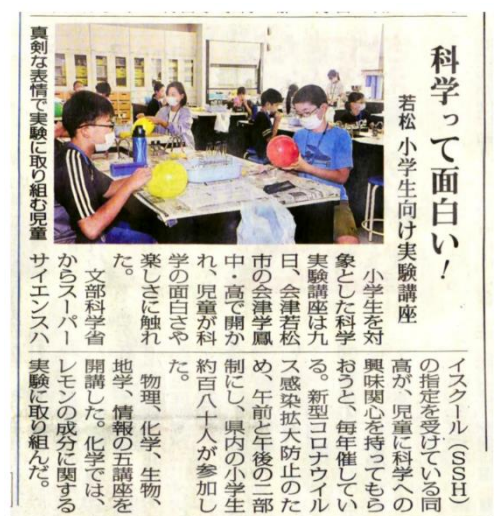 科学って面白い!
若松 小学生向け実験講座
真剣な表情で実験に取り組む児童
小学生を対
象とした科学
実験講座は九
日、会津若松
市の会津学鳳
中・高で開か
れ、児童が科
学の面白さや
楽しさに触れ
た。
文部科学省
からスーパー
サイエンスハ
イスクール(SSH)
の指定を受けている同
高が、児童に科学への
興味関心を持ってもら
おうと、毎年催してい
る。新型コロナウイル
ス感染拡大防止のた
め、午前と午後の二部
制にし、県内の小学生
約百八十人が参加し
た。
物理、化学、生物、
地学、情報の五講座を
開講した。化学では、
レモンの成分に関する
実験に取り組んだ。